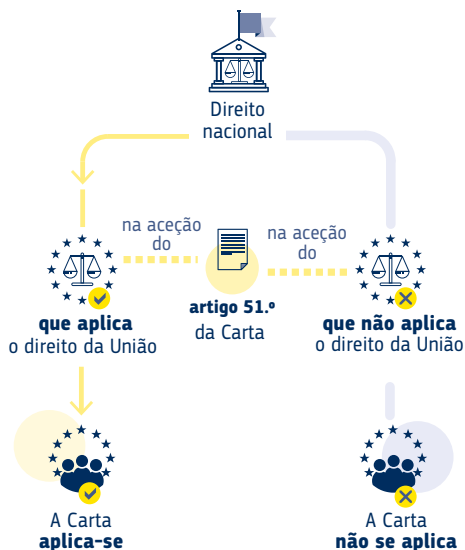 Direito
nacional
na aceção
do
na aceção
do
artigo 51.º
da Carta
que aplica
o direito da União
que não aplica
o direito da União
A Carta
aplica-se
A Carta
não se aplica